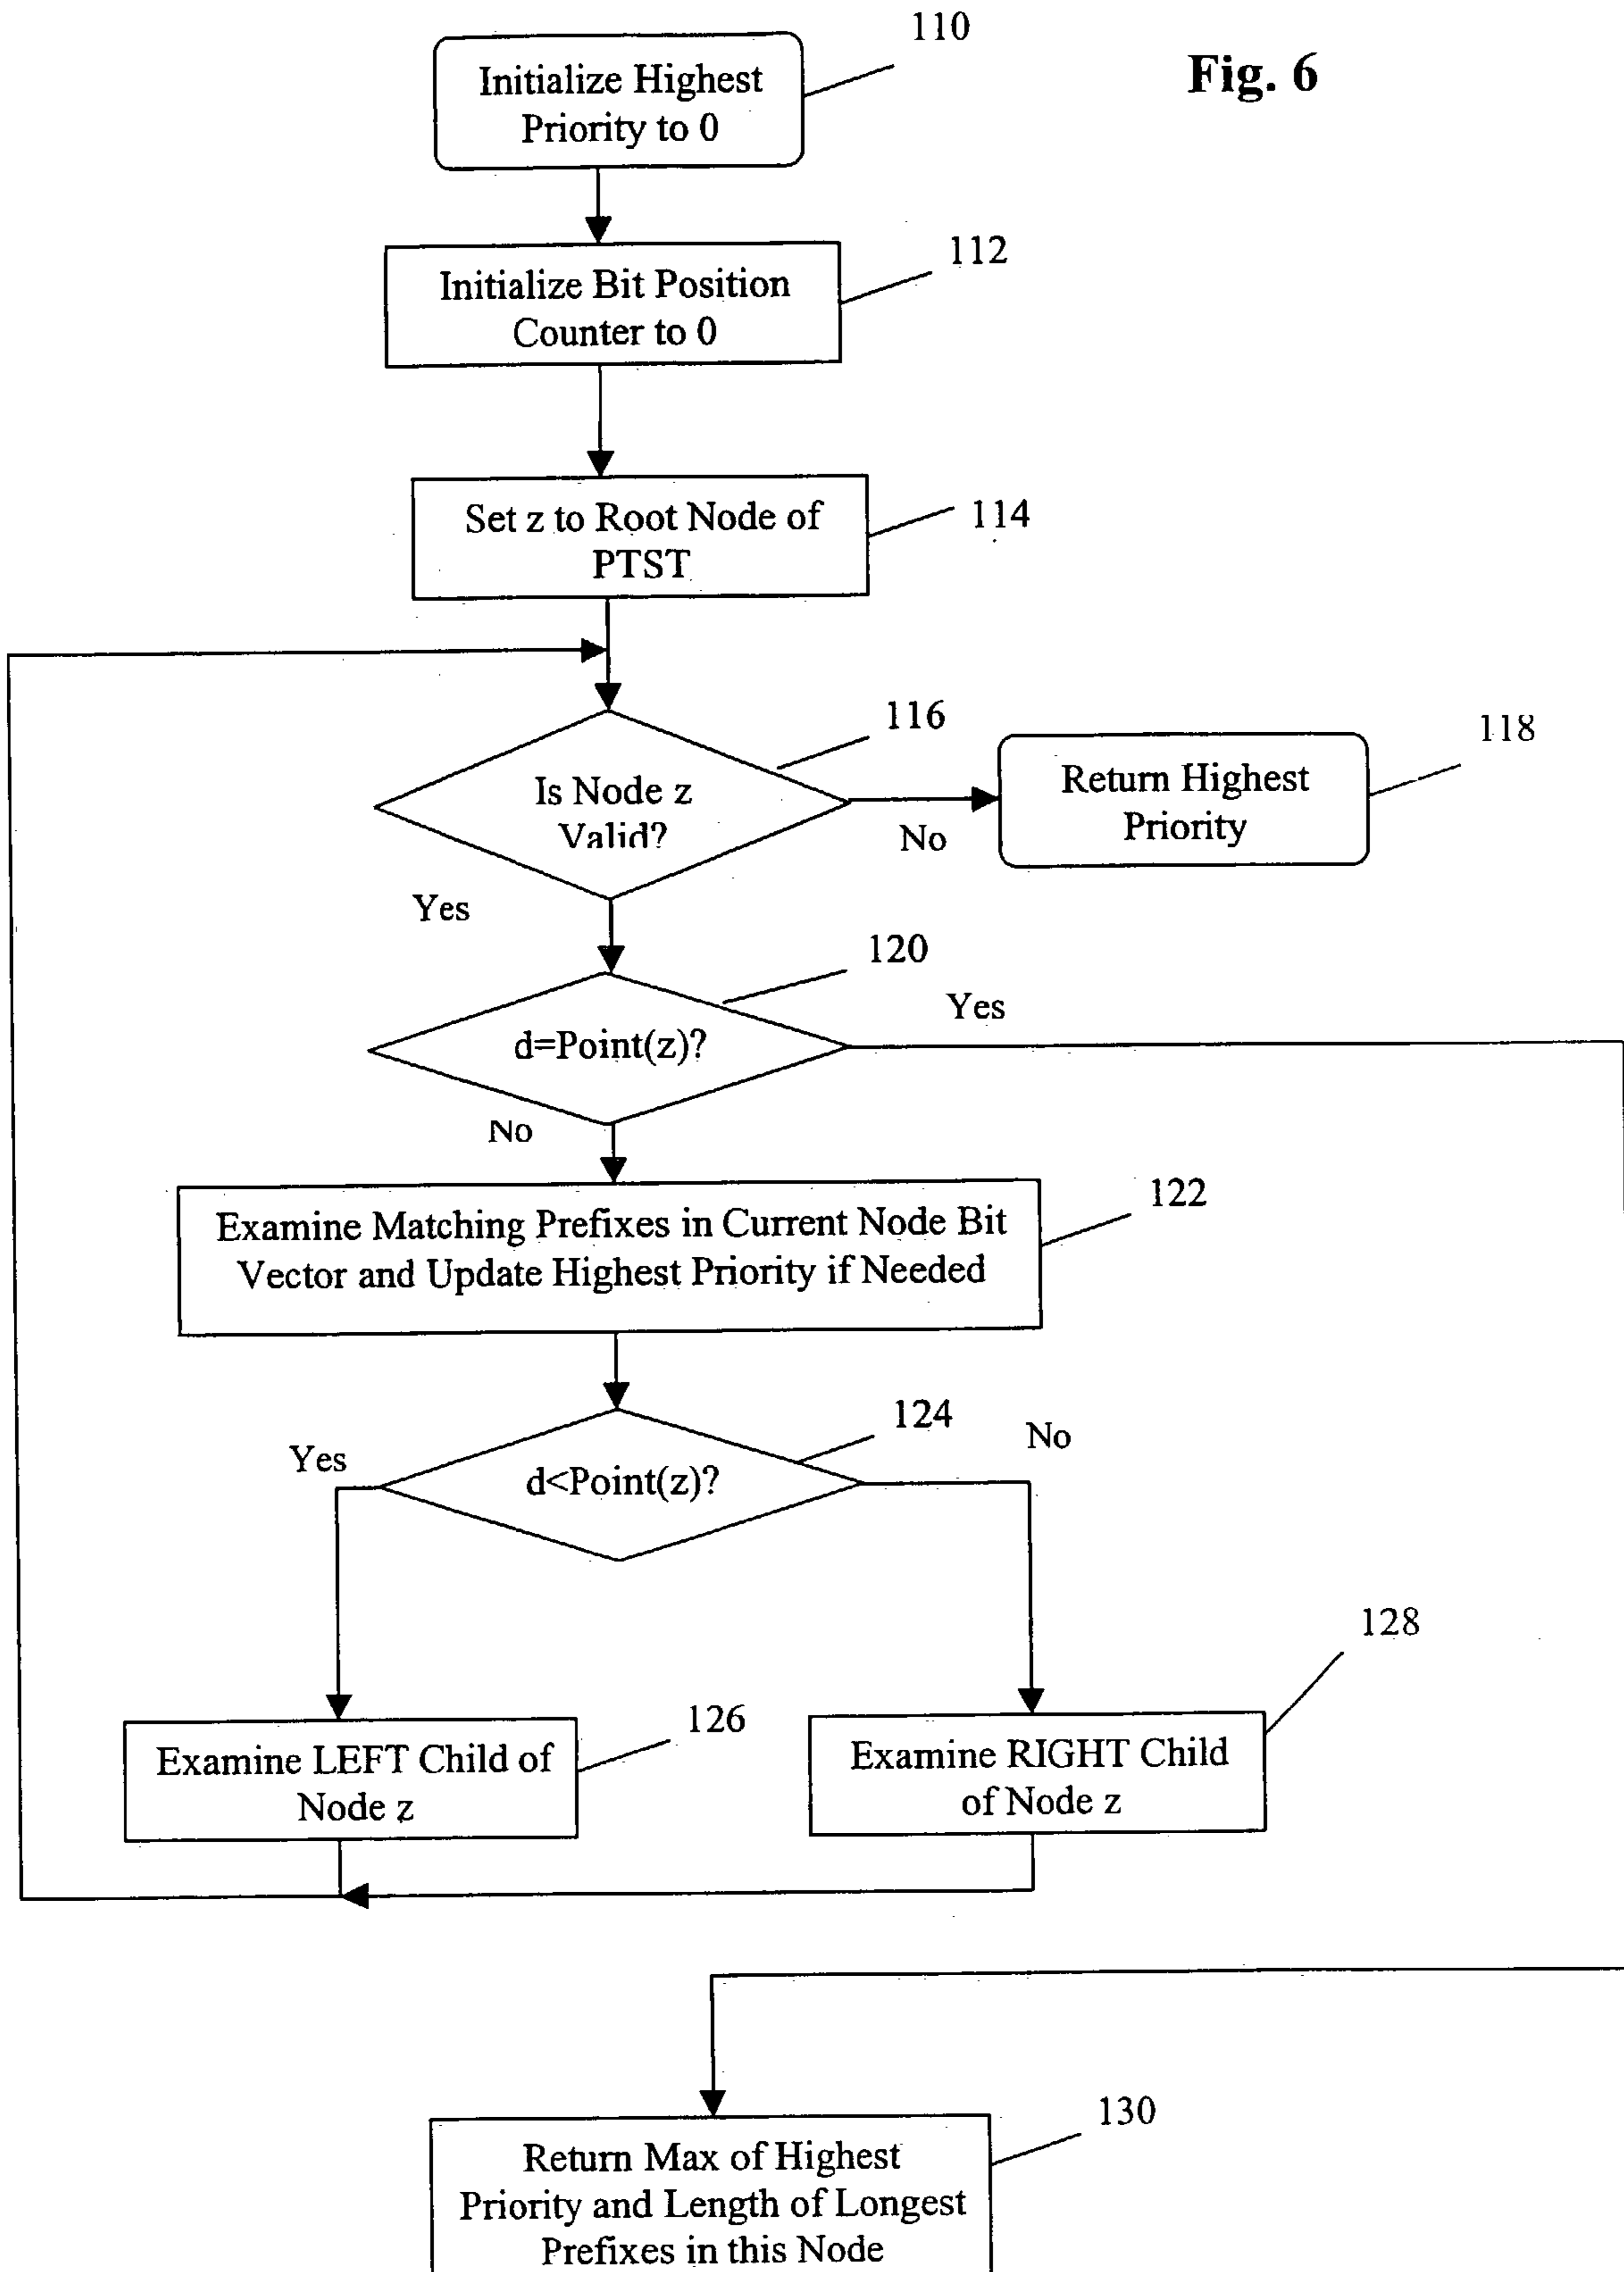 110
Fig. 6
Initialize Highest
Priority to 0
112
Initialize Bit Position
Counter to 0
114
Set z to Root Node of
PTST
116
118
Is Node z
Valid?
No
Return Highest
Priority
Yes
120
Yes
d=Point(z)?
No
122
Examine Matching Prefixes in Current Node Bit
Vector and Update Highest Priority if Needed
124
Yes
No
d<Point(z)?
128
126
Examine LEFT Child of
Node z
Examine RIGHT Child
of Node z
130
Return Max of Highest
Priority and Length of Longest
Prefixes in this Node